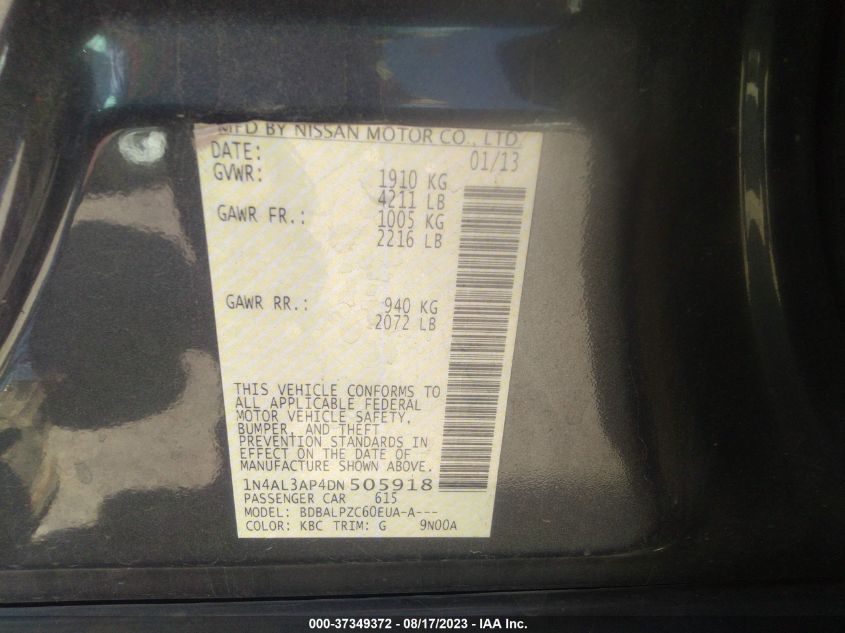 MFD BY NISSAN MOTOR CO., LTD.
DATE: 01/13
GVWR: 1910 KG
4211 LB
GAWR FR.: 1005 KG
2216 LB
GAWR RR.: 940 KG
2072 LB
THIS VEHICLE CONFORMS TO
ALL APPLICABLE FEDERAL
MOTOR VEHICLE SAFETY,
BUMPER, AND THEFT
PREVENTION STANDARDS IN
EFFECT ON THE DATE OF
MANUFACTURE SHOWN ABOVE.
1N4AL3AP4DN505918
PASSENGER CAR 615
MODEL: BDBALPZC60EUA-A---
COLOR: KBC TRIM: G 9N00A
000-37349372 - 08/17/2023 - IAA Inc.